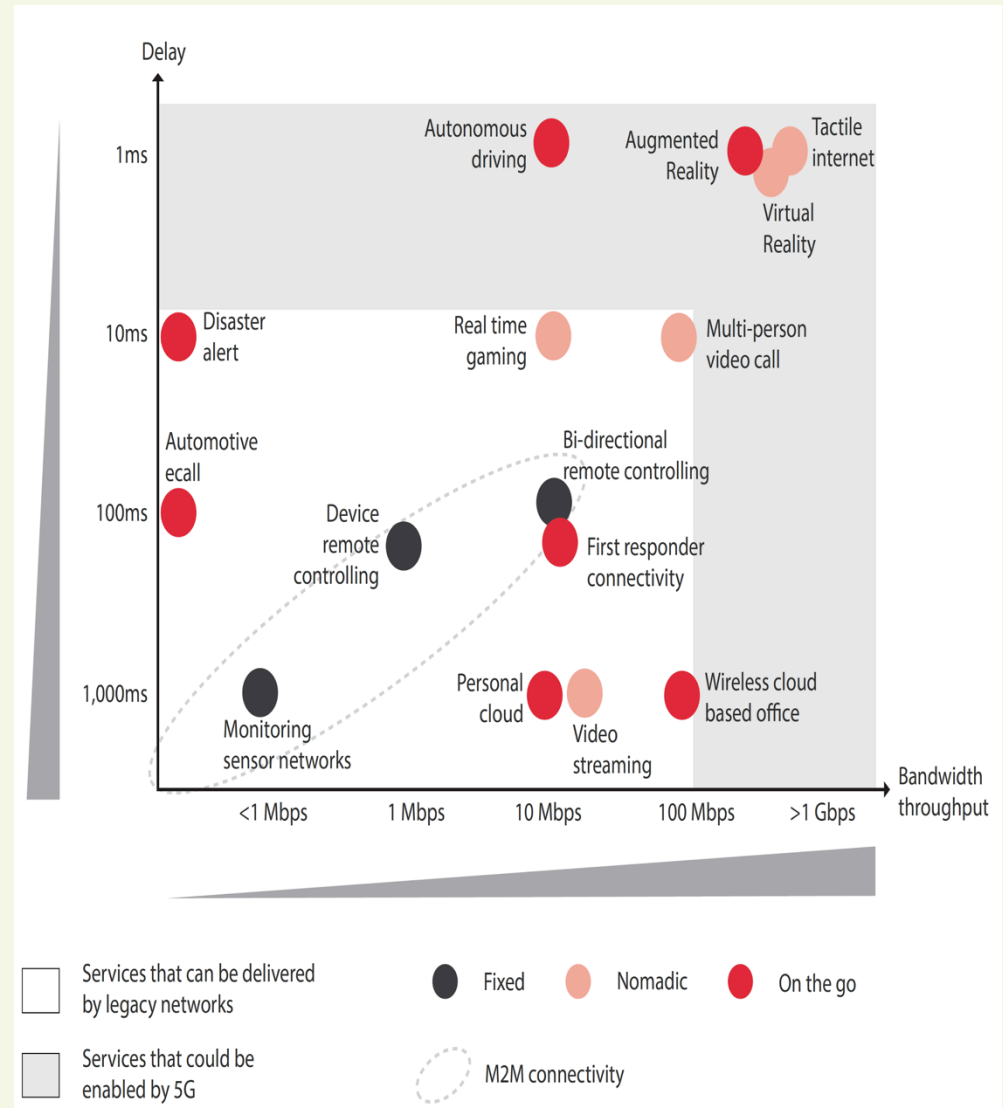 Delay
1ms
Autonomous
driving
Augmented
Reality
Tactile
internet
Virtual
Reality
10ms
Disaster
alert
Real time
gaming
Multi-person
video call
Automotive
ecall
Bi-directional
remote controlling
100ms
Device
remote
controlling
First responder
connectivity
1,000ms
Monitoring
sensor networks
Personal
cloud
Video
streaming
Wireless cloud
based office
Bandwidth
throughput
<1 Mbps
1 Mbps
10 Mbps
100 Mbps
>1 Gbps
Services that can be delivered
by legacy networks
Fixed
Nomadic
On the go
Services that could be
enabled by 5G
M2M connectivity